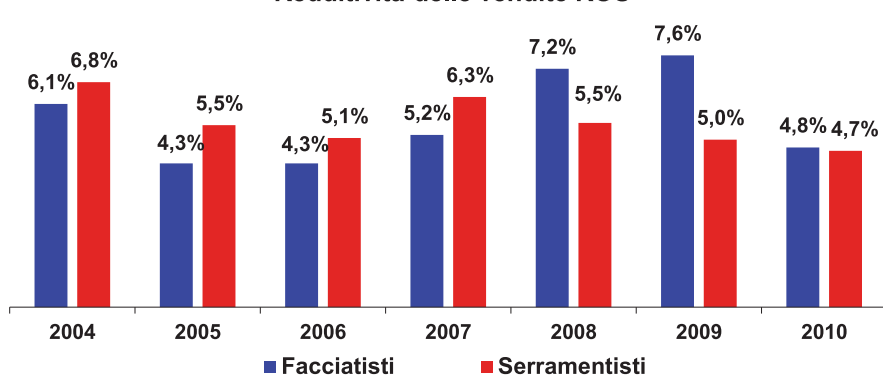 6,1% 6,8% 4,3% 5,5% 4,3% 5,1% 5,2% 6,3% 7,2% 5,5% 7,6% 5,0% 4,8% 4,7%
2004 2005 2006 2007 2008 2009 2010
Facciatisti Serramentisti